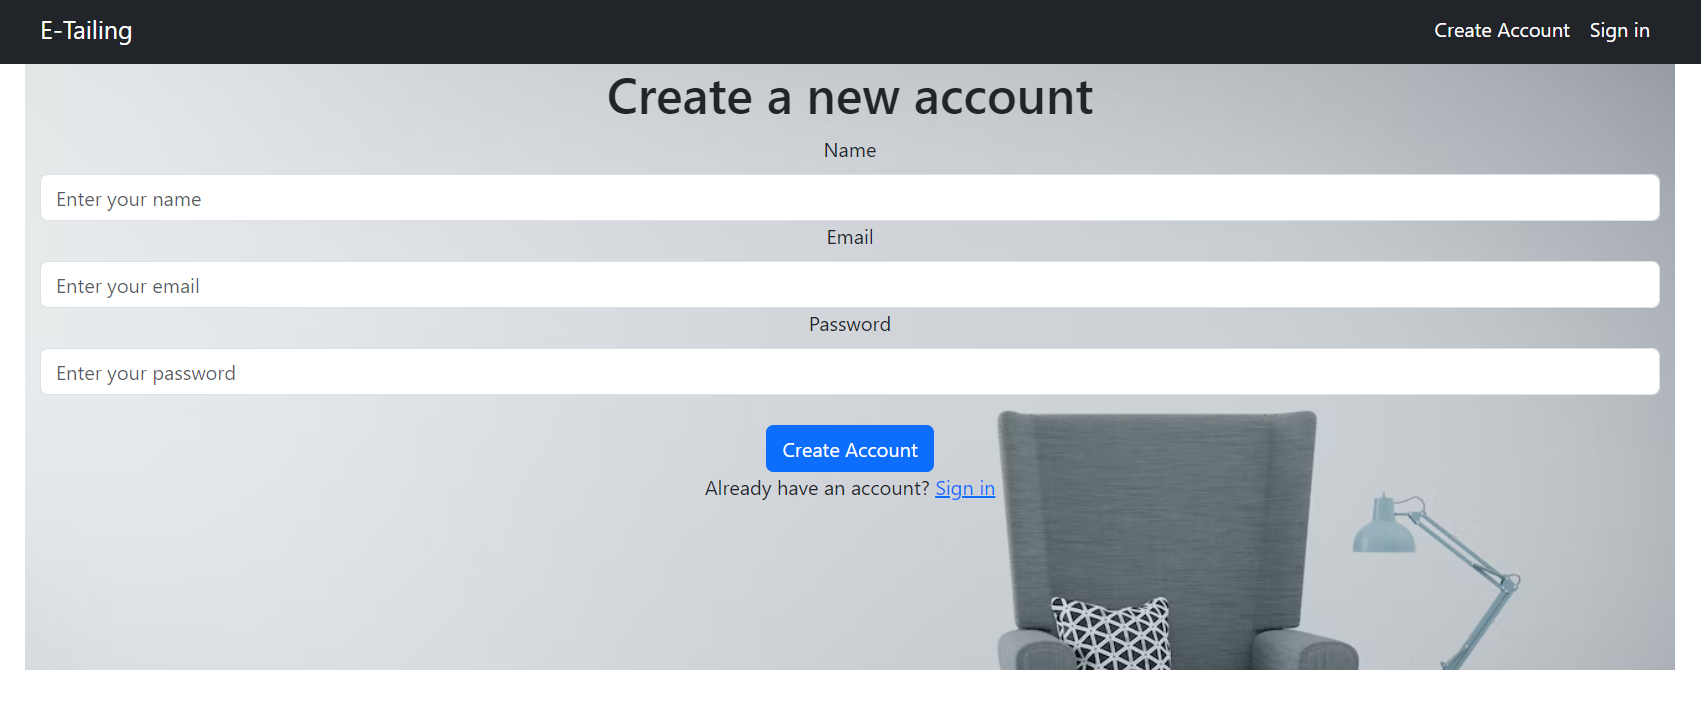 E-Tailing
Create Account Sign in
Create a new account
Name
Enter your name
Email
Enter your email
Password
Enter your password
Create Account
Already have an account? Sign in